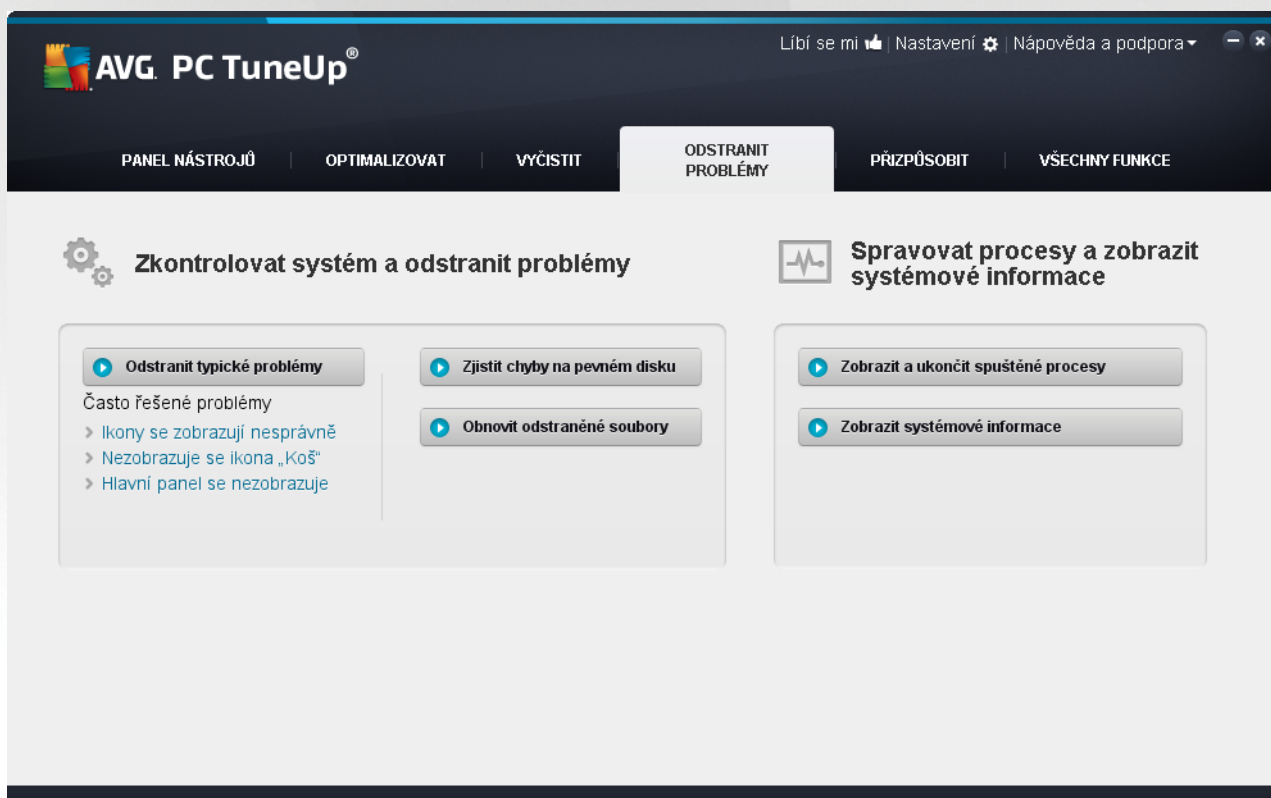 Líbí se mi | Nastavení | Nápověda a podpora
AVG. PC TuneUp®
PANEL NÁSTROJŮ
OPTIMALIZOVAT
VYČISTIT
ODSTRANIT
PROBLÉMY
PŘIZPŮSOBIT
VŠECHNY FUNKCE
Zkontrolovat systém a odstranit problémy
Odstranit typické problémy
Často řešené problémy
Ikony se zobrazují nesprávně
Nezobrazuje se ikona „Koš“
Hlavní panel se nezobrazuje
Zjistit chyby na pevném disku
Obnovit odstraněné soubory
Spravovat procesy a zobrazit
systémové informace
Zobrazit a ukončit spuštěné procesy
Zobrazit systémové informace